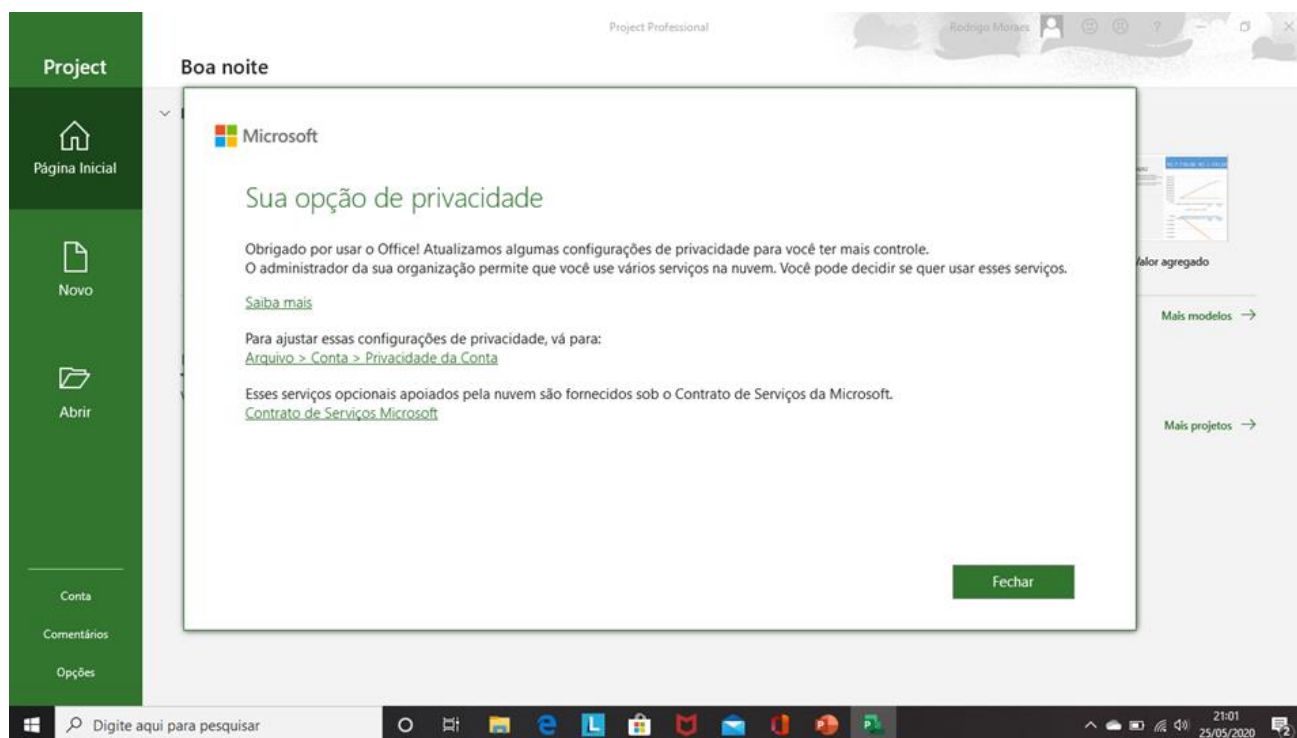 Project Professional
Rodrigo Moraes
?
Project
Boa noite
Página Inicial
Novo
Abrir
Conta
Comentários
Opções
Microsoft
Sua opção de privacidade
Obrigado por usar o Office! Atualizamos algumas configurações de privacidade para você ter mais controle.
O administrador da sua organização permite que você use vários serviços na nuvem. Você pode decidir se quer usar esses serviços.
Saiba mais
Para ajustar essas configurações de privacidade, vá para:
Arquivo > Conta > Privacidade da Conta
Esses serviços opcionais apoiados pela nuvem são fornecidos sob o Contrato de Serviços da Microsoft.
Contrato de Serviços Microsoft
Fechar
Valor agregado
Mais modelos
Mais projetos
Digite aqui para pesquisar
21:01
25/05/2020